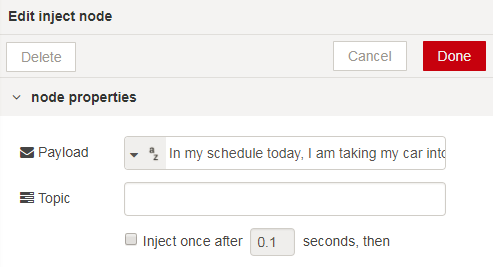 Edit inject node
Delete Cancel Done
node properties
Payload az In my schedule today, I am taking my car into
Topic
Inject once after 0.1 seconds, then